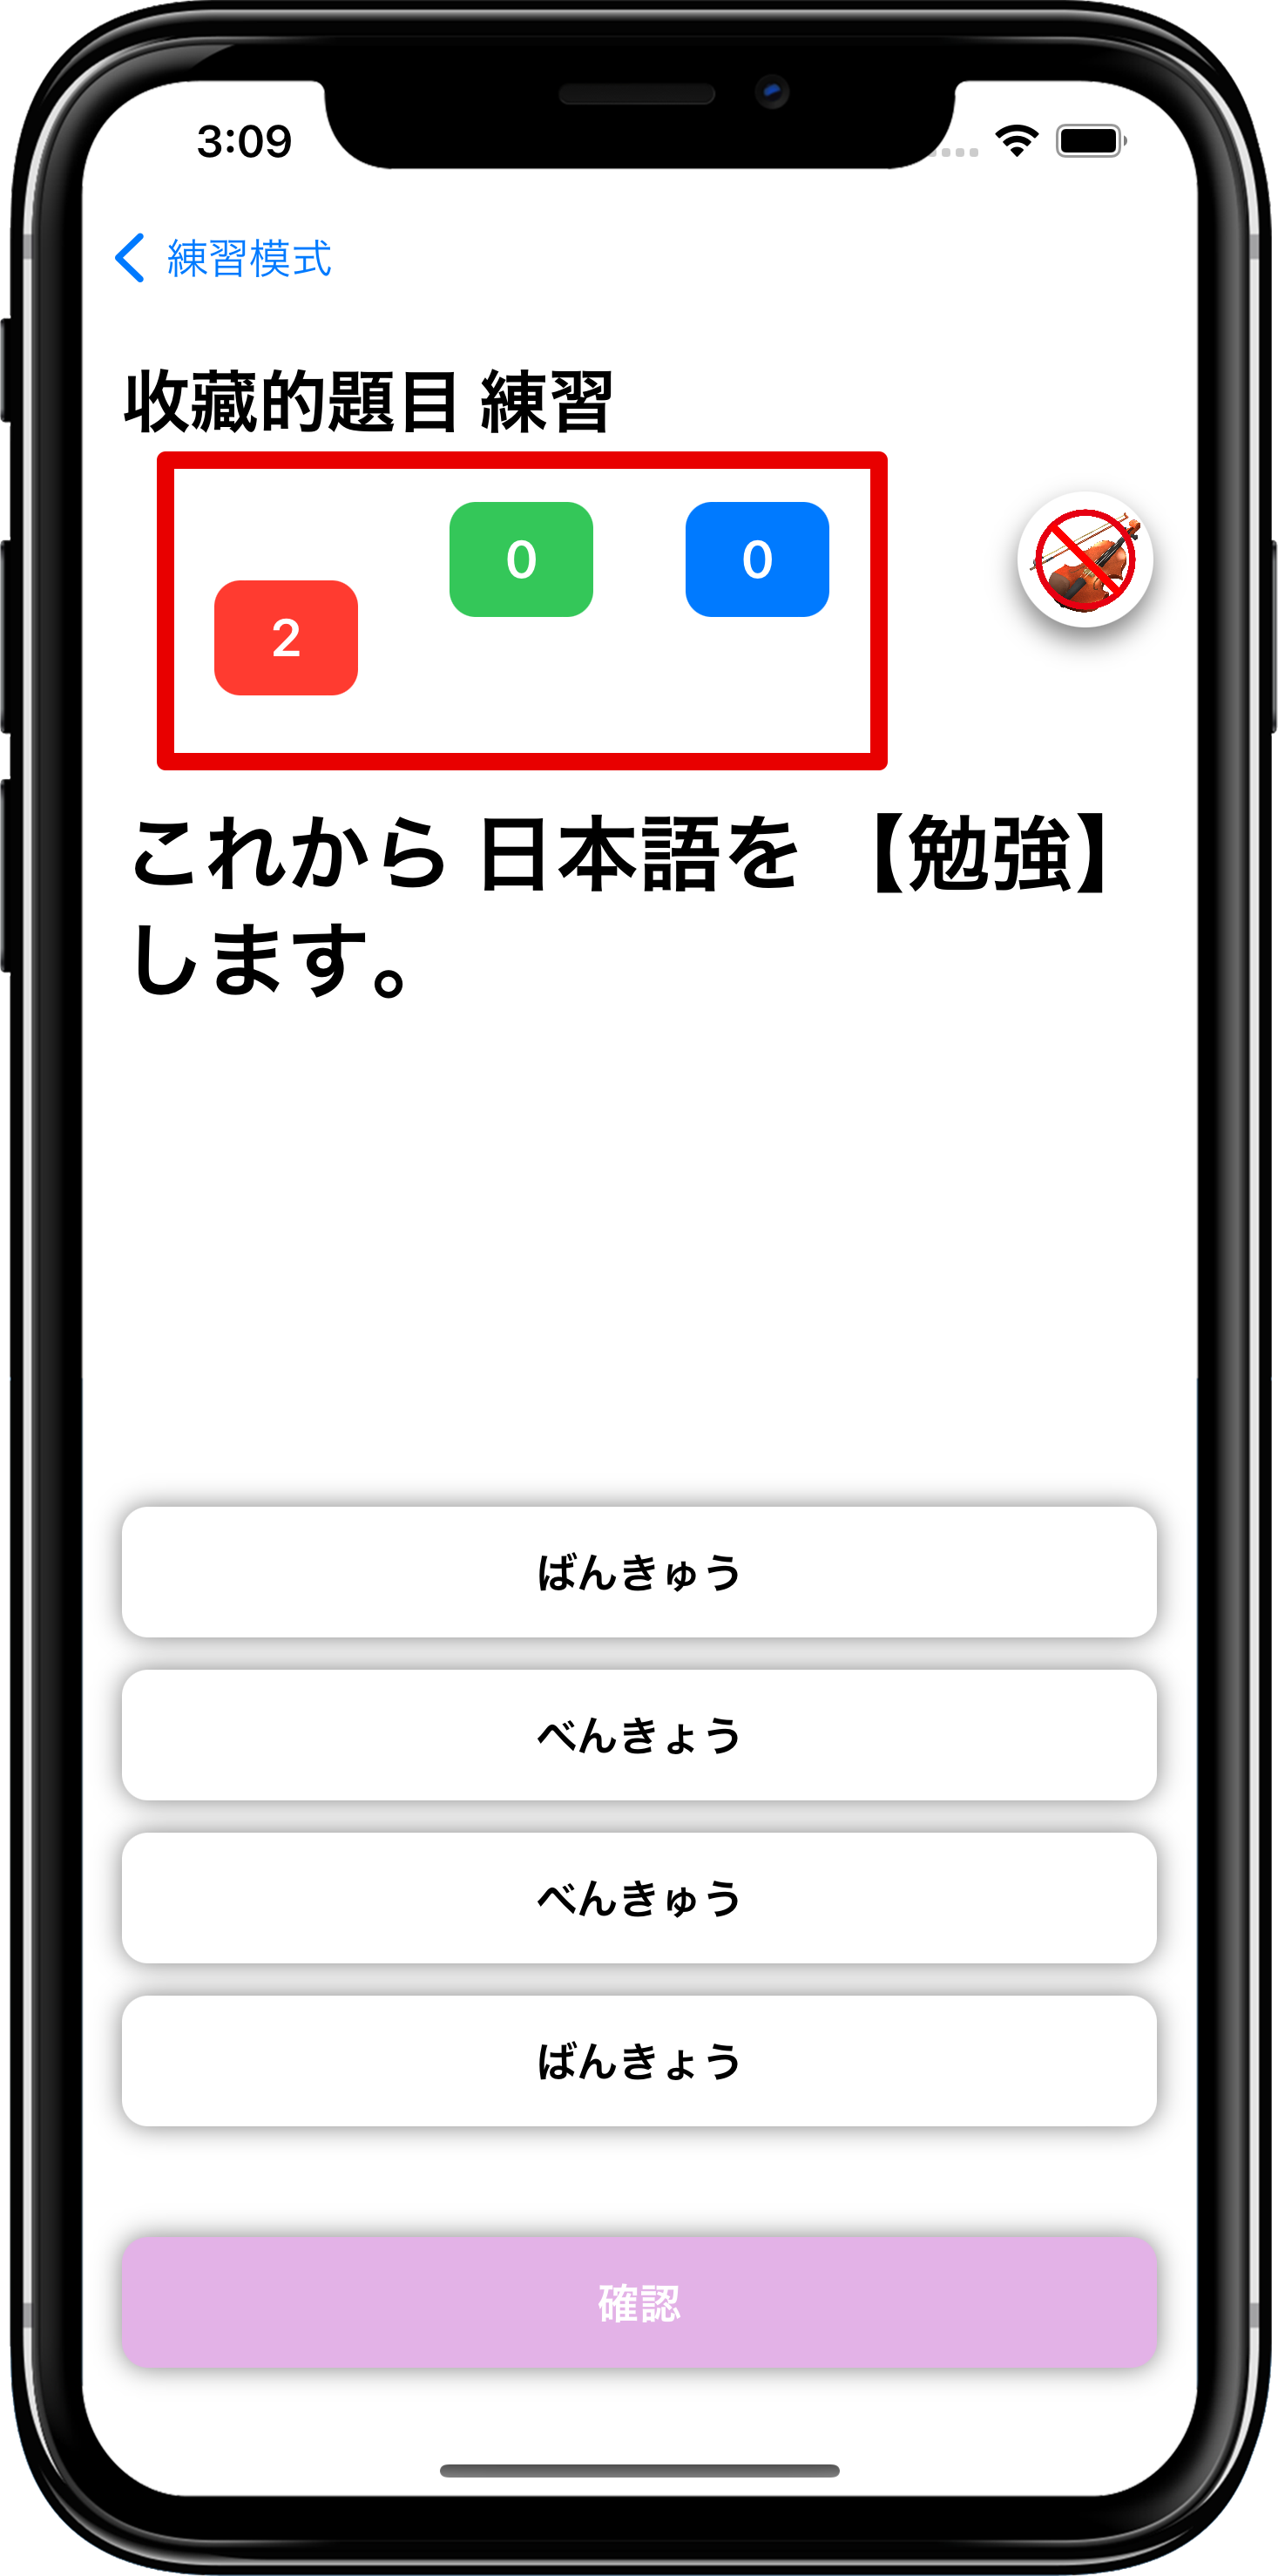 3:09
練習模式
收藏的題目 練習
0 0
2
これから 日本語を 【勉強】
します。
ばんきゅう
べんきょう
べんきゅう
ばんきょう
確認